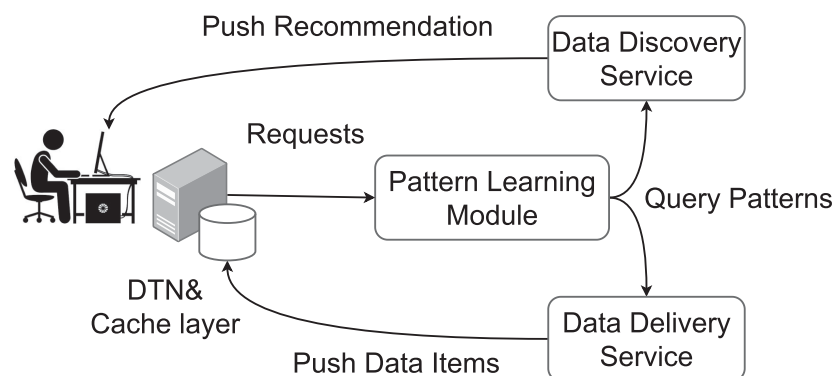 Push Recommendation
Data Discovery
Service
Requests
Pattern Learning
Module
Query Patterns
DTN&
Cache layer
Data Delivery
Service
Push Data Items